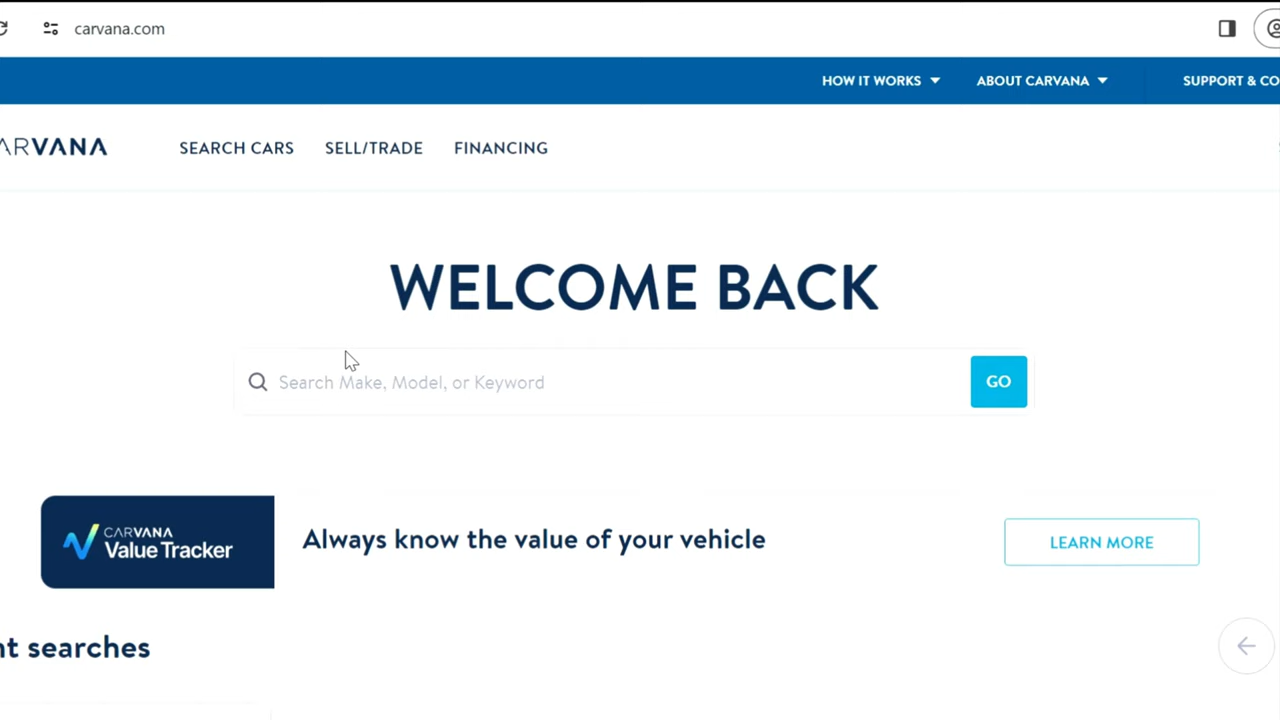 carvana.com
HOW IT WORKS
ABOUT CARVANA
SUPPORT & CO
ARVANA
SEARCH CARS
SELL/TRADE
FINANCING
WELCOME BACK
Search Make, Model, or Keyword
GO
CARVANA
Value Tracker
Always know the value of your vehicle
LEARN MORE
nt searches